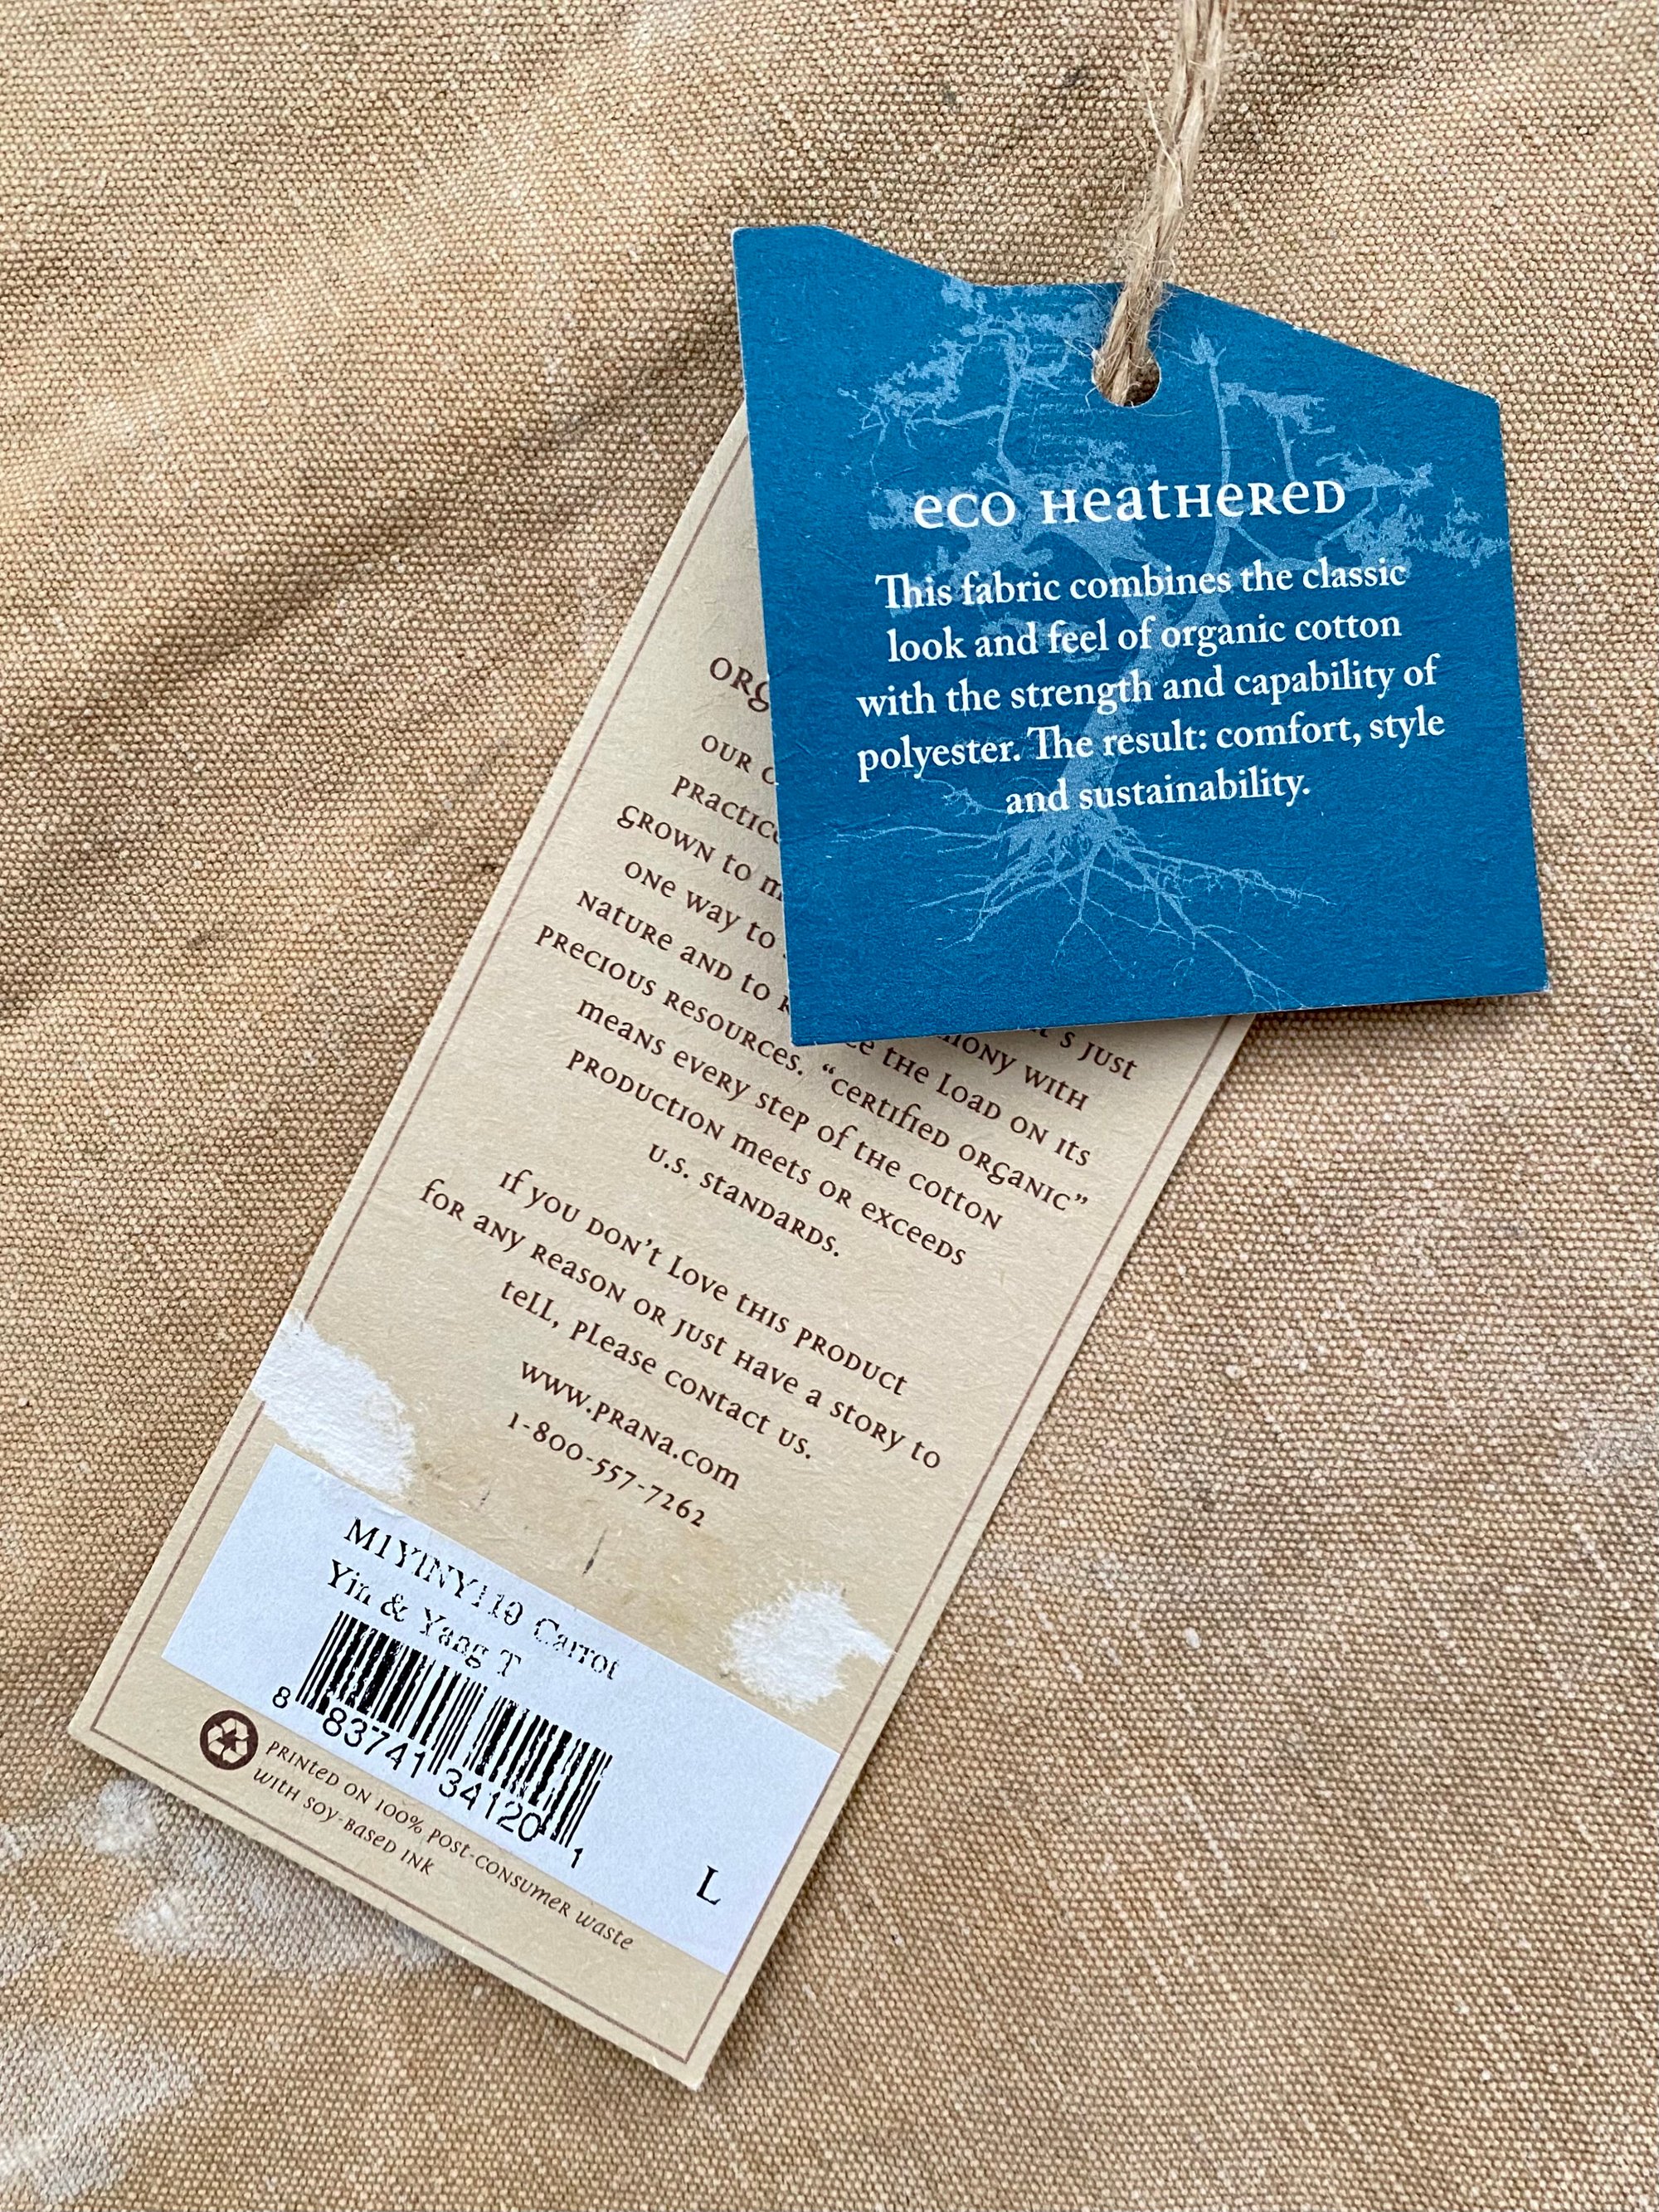 eco Heathered
This fabric combines the classic
look and feel of organic cotton
with the strength and capability of
polyester. The result: comfort, style
and sustainability.
OUR
GROWN to
ONE way to
t's JUST
NatURE aND to mony WITH
PRECIOUS RESOURCES. THE LOAD ON ITS
"CERTIFIED ORGANIC"
means eveRY step of tHe cottoN
PRODUCTION meets OR exceeds
u.s. standaRDs.
If you DON't Love tHIS PRODUCT
foR aNy Reason OR JUST Have a stoRy to
teLL, PLease contact us.
www.PRaNa.com
1-800-557-7262
M1YINY110 Carrot
Yin & Yang T
8 83741 34120 1
L
PRINTED ON 100% POST-CONSUMER WASTE
WITH SOY-BASED INK